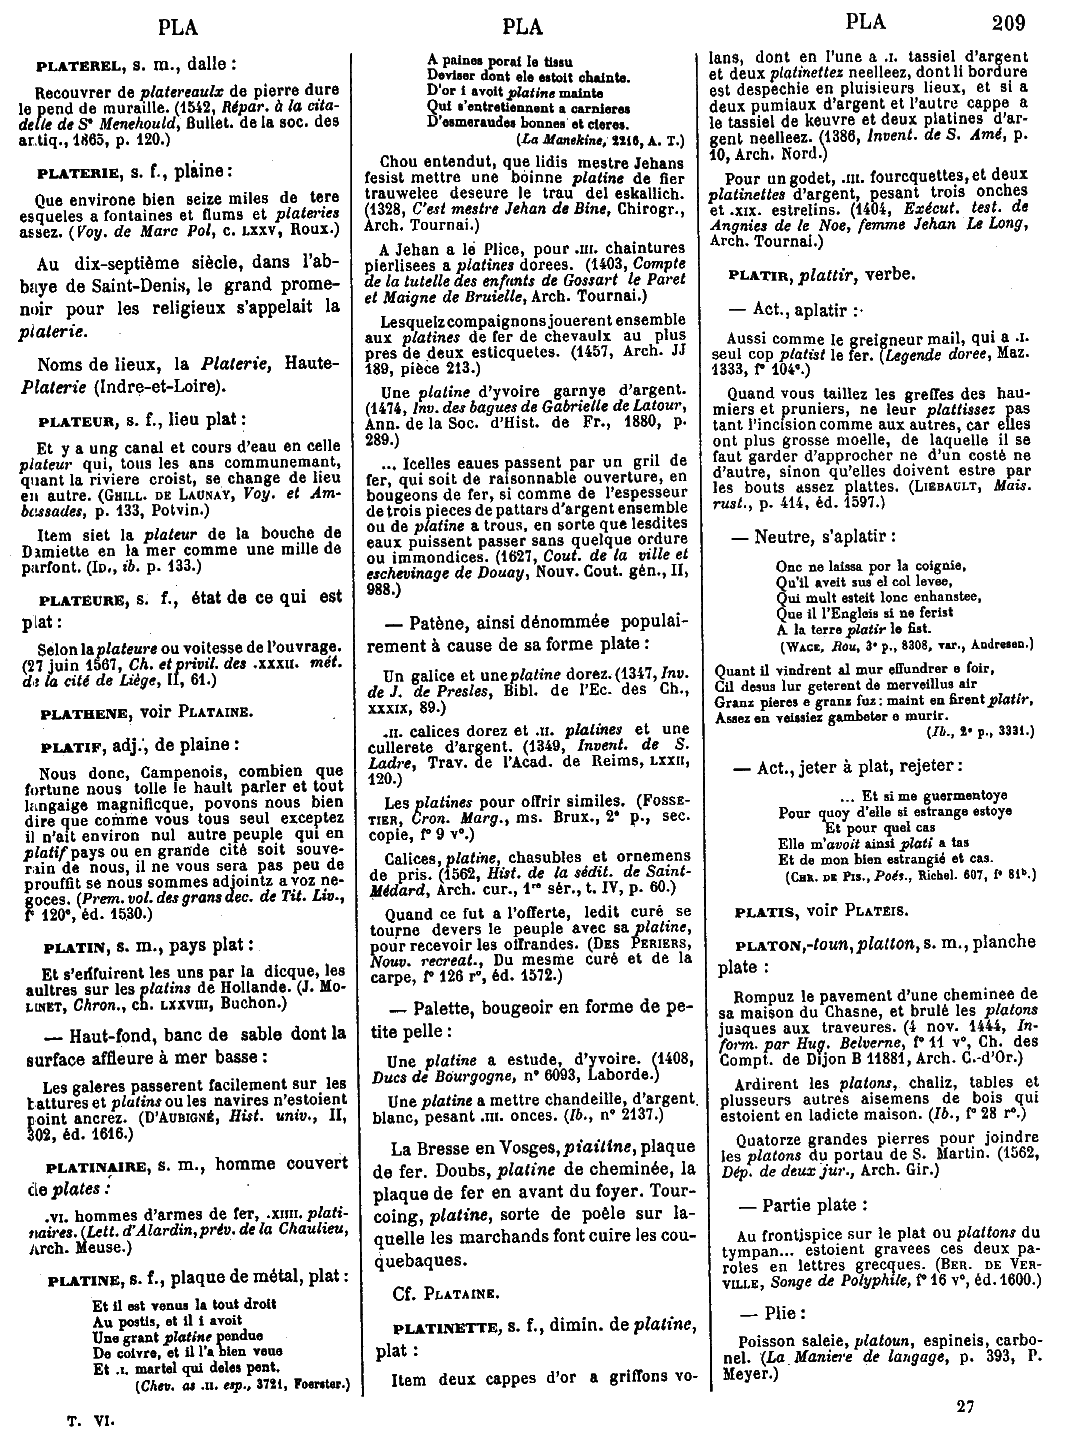 PLA
PLA
PLA 209
PLATEREL, s. m., dalle :
Recouvrer de platereaulx de pierre dure
le pend de muraille. (1542, Répar. à la cita-
delle de Se Menehould, Bullet. de la soc. des
artiq., 1865, p. 120.)
PLATERIE, s. f., plaine :
Que environe bien seize miles de tere
esqueles a fontaines et flums et plateries
assez. (Voy. de Marc Pol, c. LXXV, Roux.)
Au dix-septième siècle, dans l'ab-
baye de Saint-Denis, le grand prome-
noir pour les religieux s'appelait la
platerie.
Noms de lieux, la Platerie, Haute-
Platerie (Indre-et-Loire).
PLATEUR, s. f., lieu plat :
Et y a ung canal et cours d'eau en celle
plateur qui, tous les ans communemant,
quant la riviere croist, se change de lieu
en autre. (GHILL. DE LAUNAY, Voy. et Am-
bassades, p. 133, Potvin.)
Item siet la plateur de la bouche de
Damiette en la mer comme une mille de
parfont. (ID., ib. p. 133.)
PLATEURE, s. f., état de ce qui est
plat :
Selon la plateure ou voitesse de l'ouvrage.
(27 juin 1567, Ch. et privil. des .XXXII. mét.
de la cité de Liège, II, 61.)
PLATHENE, voir PLATAINE.
PLATIF, adj., de plaine :
Nous donc, Campenois, combien que
fortune nous tolle le hault parler et tout
langaige magnificque, povons nous bien
dire que comme vous tous seul exceptez
il n'ait environ nul autre peuple qui en
platif pays ou en grande cité soit souve-
rain de nous, il ne vous sera pas peu de
prouffit se nous sommes adjointz a voz ne-
goces. (Prem. vol. des grans dec. de Tit. Liv.,
f° 120c, éd. 1530.)
PLATIN, s. m., pays plat :
Et s'enfuirent les uns par la dicque, les
aultres sur les platins de Hollande. (J. Mo-
LINET, Chron., ch. LXXVIII, Buchon.)
— Haut-fond, banc de sable dont la
surface affleure à mer basse :
Les galeres passerent facilement sur les
battures et platins ou les navires n'estoient
point ancrez. (D'AUBIGNÉ, Hist. univ., II,
302, éd. 1616.)
PLATINAIRE, s. m., homme couvert
de plates :
.VI. hommes d'armes de fer, .XIIII. plati-
naires. (Lett. d'Alardin, prév. de la Chaulieu,
Arch. Meuse.)
PLATINE, s. f., plaque de métal, plat :
Et il est venus la tout droit
Au postis, et il i avoit
Une grant platine pendue
De coivre, et il l'a bien veue
Et .I. martel qui deles pent.
(Chev. as .II. esp., 3721, Foerster.)
T. VI.
A paines porai le tissu
Deviser dont ele estoit chainte.
D'or i avoit platine mainte
Qui s'entretiennent a carnieres
D'esmeraudes bonnes et cleres.
(La Manekine, 2216, A. T.)
Chou entendut, que lidis mestre Jehans
fesist mettre une boinne platine de fier
trauwelee deseure le trau del eskallich.
(1328, C'est mestre Jehan de Bine, Chirogr.,
Arch. Tournai.)
A Jehan a le Plice, pour .III. chaintures
pierlisees a platines dorees. (1403, Compte
de la tutelle des enfants de Gossart le Paret
et Maigne de Bruielle, Arch. Tournai.)
Lesquelz compaignons jouerent ensemble
aux platines de fer de chevaulx au plus
pres de deux esticquetes. (1457, Arch. JJ
189, pièce 213.)
Une platine d'yvoire garnye d'argent.
(1474, Inv. des bagues de Gabrielle de Latour,
Ann. de la Soc. d'Hist. de Fr., 1880, p.
289.)
... Icelles eaues passent par un gril de
fer, qui soit de raisonnable ouverture, en
bougeons de fer, si comme de l'espesseur
de trois pieces de pattars d'argent ensemble
ou de platine a trous, en sorte que lesdites
eaux puissent passer sans quelque ordure
ou immondices. (1627, Cout. de la ville et
eschevinage de Douay, Nouv. Cout. gén., II,
988.)
— Patène, ainsi dénommée populai-
rement à cause de sa forme plate :
Un galice et une platine dorez. (1347, Inv.
de J. de Presles, Bibl. de l'Ec. des Ch.,
XXXIX, 89.)
.II. calices dorez et .II. platines et une
cullerete d'argent. (1349, Invent. de S.
Ladre, Trav. de l'Acad. de Reims, LXXII,
120.)
Les platines pour offrir similes. (FOSSE-
TIER, Cron. Marg., ms. Brux., 2e p., sec.
copie, f° 9 v°.)
Calices, platine, chasubles et ornemens
de pris. (1562, Hist. de la sédit. de Saint-
Médard, Arch. cur., 1re sér., t. IV, p. 60.)
Quand ce fut a l'offerte, ledit curé se
tourne devers le peuple avec sa platine,
pour recevoir les offrandes. (DES PERIERS,
Nouv. recreat., Du mesme curé et de la
carpe, f° 126 r°, éd. 1572.)
— Palette, bougeoir en forme de pe-
tite pelle :
Une platine a estude, d'yvoire. (1408,
Ducs de Bourgogne, n° 6093, Laborde.)
Une platine a mettre chandeille, d'argent
blanc, pesant .III. onces. (Ib., n° 2137.)
La Bresse en Vosges, piaitine, plaque
de fer. Doubs, platine de cheminée, la
plaque de fer en avant du foyer. Tour-
coing, platine, sorte de poêle sur la-
quelle les marchands font cuire les cou-
quebaques.
Cf. PLATAINE.
PLATINETTE, s. f., dimin. de platine,
plat :
Item deux cappes d'or a griffons vo-
lans, dont en l'une a .I. tassiel d'argent
et deux platinettez neelleez, dont li bordure
est despechie en pluisieurs lieux, et si a
deux pumiaux d'argent et l'autre cappe a
le tassiel de keuvre et deux platines d'ar-
gent neelleez. (1386, Invent. de S. Amé, p.
10, Arch. Nord.)
Pour un godet, .III. fourcquettes, et deux
platinettes d'argent, pesant trois onches
et .XIX. estrelins. (1404, Exécut. test. de
Angnies de le Noe, femme Jehan Le Long,
Arch. Tournai.)
PLATIR, plattir, verbe.
— Act., aplatir :
Aussi comme le greigneur mail, qui a .I.
seul cop platist le fer. (Legende doree, Maz.
1333, f° 104c.)
Quand vous taillez les greffes des hau-
miers et pruniers, ne leur plattissez pas
tant l'incision comme aux autres, car elles
ont plus grosse moelle, de laquelle il se
faut garder d'approcher ne d'un costé ne
d'autre, sinon qu'elles doivent estre par
les bouts assez plattes. (LIEBAULT, Mais.
rust., p. 414, éd. 1597.)
— Neutre, s'aplatir :
Onc ne laissa por la coignie,
Qu'il aveit sus el col levee,
Qui mult esteit lonc enhanstee,
Que il l'Engleis si ne ferist
A la terre platir le fist.
(WACE, Rou, 3e p., 8308, var., Andresen.)
Quant il vindrent al mur effundrer e foir,
Cil desus lur geterent de merveillus air
Granz pieres e granz fuz : maint en firent platir,
Assez en veissiez gambeter e murir.
(Ib., 2e p., 3331.)
— Act., jeter à plat, rejeter :
... Et si me guermentoye
Pour quoy d'elle si estrange estoye
Et pour quel cas
Elle m'avoit ainsi plati a tas
Et de mon bien estrangié et cas.
(CHR. DE PIS., Poés., Richel. 607, f° 81b.)
PLATIS, voir PLATEIS.
PLATON, -toun, platton, s. m., planche
plate :
Rompuz le pavement d'une cheminee de
sa maison du Chasne, et brulé les platons
jusques aux traveures. (4 nov. 1444, In-
form. par Hug. Belverne, f° 11 v°, Ch. des
Compt. de Dijon B 11881, Arch. C.-d'Or.)
Ardirent les platons, chaliz, tables et
plusseurs autres aisemens de bois qui
estoient en ladicte maison. (Ib., f° 28 r°.)
Quatorze grandes pierres pour joindre
les platons du portau de S. Martin. (1562,
Dép. de deux jur., Arch. Gir.)
— Partie plate :
Au frontispice sur le plat ou plattons du
tympan... estoient gravees ces deux pa-
roles en lettres grecques. (BER. DE VER-
VILLE, Songe de Polyphile, f° 16 v°, éd. 1600.)
— Plie :
Poisson saleie, platoun, espineis, carbo-
nel. (La Maniere de langage, p. 393, P.
Meyer.)
27